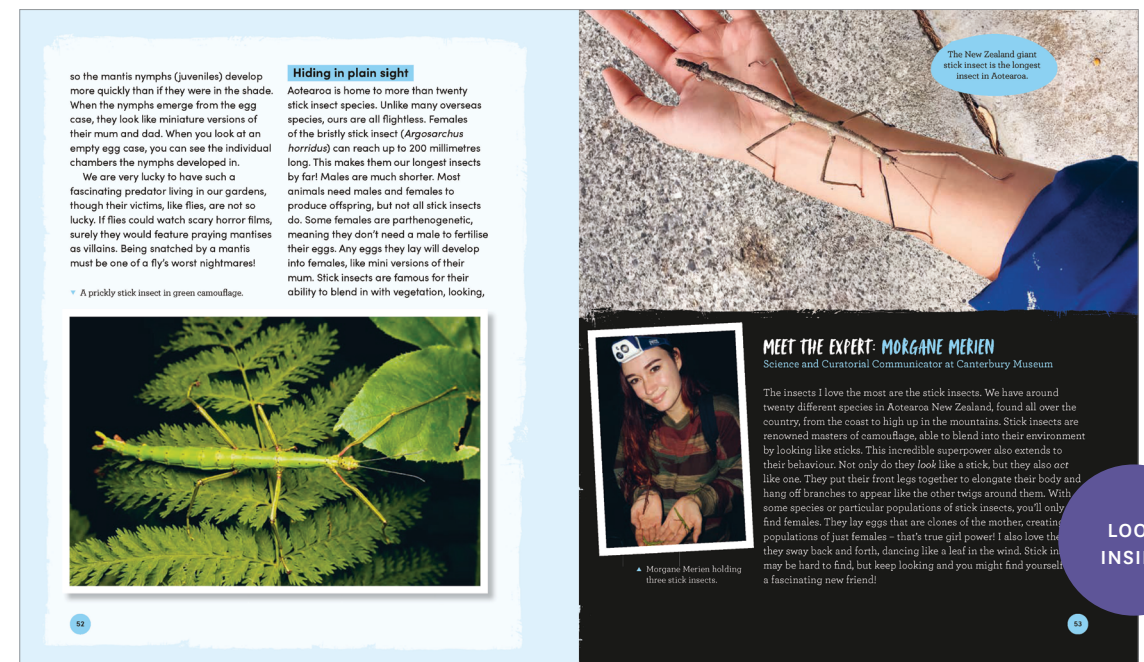 so the mantis nymphs (juveniles) develop
more quickly than if they were in the shade.
When the nymphs emerge from the egg
case, they look like miniature versions of
their mum and dad. When you look at an
empty egg case, you can see the individual
chambers the nymphs developed in.
We are very lucky to have such a
fascinating predator living in our gardens,
though their victims, like flies, are not so
lucky. If flies could watch scary horror films,
surely they would feature praying mantises
as villains. Being snatched by a mantis
must be one of a fly's worst nightmares!
▼ A prickly stick insect in green camouflage.
Hiding in plain sight
Aotearoa is home to more than twenty
stick insect species. Unlike many overseas
species, ours are all flightless. Females
of the bristly stick insect (Argosarchus
horridus) can reach up to 200 millimetres
long. This makes them our longest insects
by far! Males are much shorter. Most
animals need males and females to
produce offspring, but not all stick insects
do. Some females are parthenogenetic,
meaning they don't need a male to fertilise
their eggs. Any eggs they lay will develop
into females, like mini versions of their
mum. Stick insects are famous for their
ability to blend in with vegetation, looking,
52
The New Zealand giant
stick insect is the longest
insect in Aotearoa.
MEET THE EXPERT: MORGANE MERIEN
Science and Curatorial Communicator at Canterbury Museum
The insects I love the most are the stick insects. We have around
twenty different species in Aotearoa New Zealand, found all over the
country, from the coast to high up in the mountains. Stick insects are
renowned masters of camouflage, able to blend into their environment
by looking like sticks. This incredible superpower also extends to
their behaviour. Not only do they look like a stick, but they also act
like one. They put their front legs together to elongate their body and
hang off branches to appear like the other twigs around them. With
some species or particular populations of stick insects, you'll only
find females. They lay eggs that are clones of the mother, creating
populations of just females – that's true girl power! I also love the
they sway back and forth, dancing like a leaf in the wind. Stick
may be hard to find, but keep looking and you might find yourself
a fascinating new friend!
▲ Morgane Merien holding
three stick insects.
53